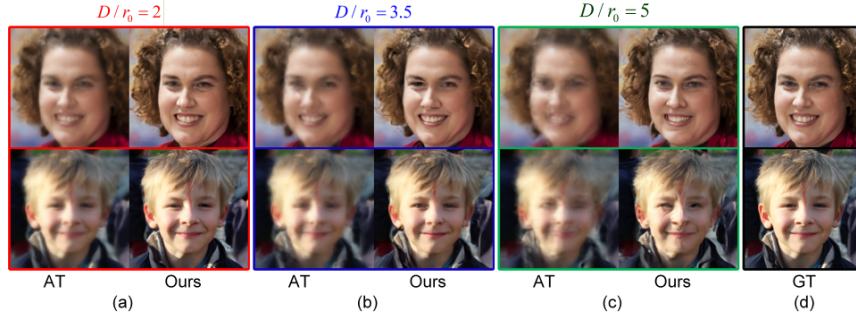 D / r₀ = 2 D / r₀ = 3.5 D / r₀ = 5
AT Ours AT Ours AT Ours GT
(a) (b) (c) (d)